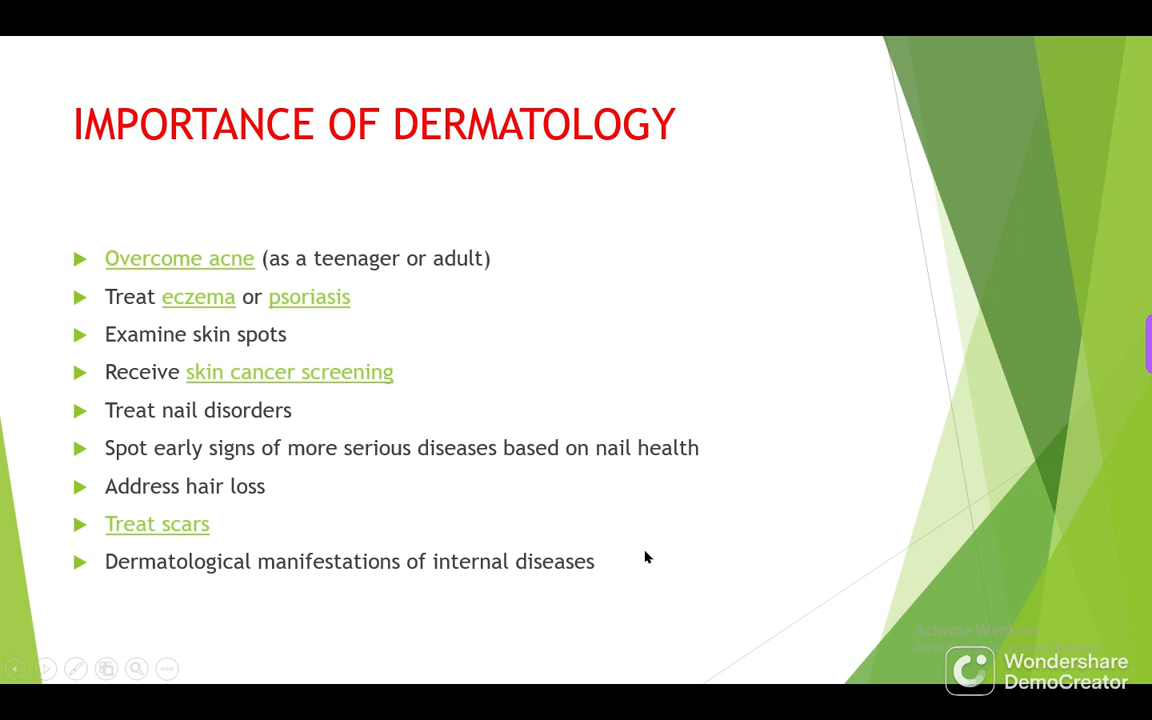 IMPORTANCE OF DERMATOLOGY
Overcome acne (as a teenager or adult)
Treat eczema or psoriasis
Examine skin spots
Receive skin cancer screening
Treat nail disorders
Spot early signs of more serious diseases based on nail health
Address hair loss
Treat scars
Dermatological manifestations of internal diseases
Activate Windows
Wondershare
DemoCreator